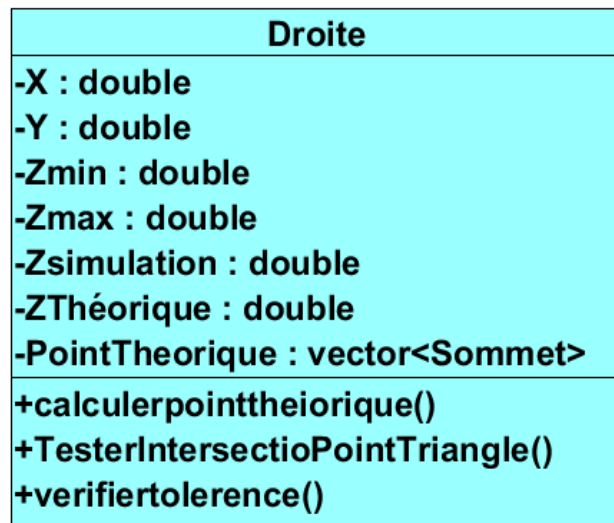 Droite
-X : double
-Y : double
-Zmin : double
-Zmax : double
-Zsimulation : double
-ZThéorique : double
-PointTheorique : vector<Sommet>
+calculerpointtheiorique()
+TesterIntersectioPointTriangle()
+verifiertolerence()